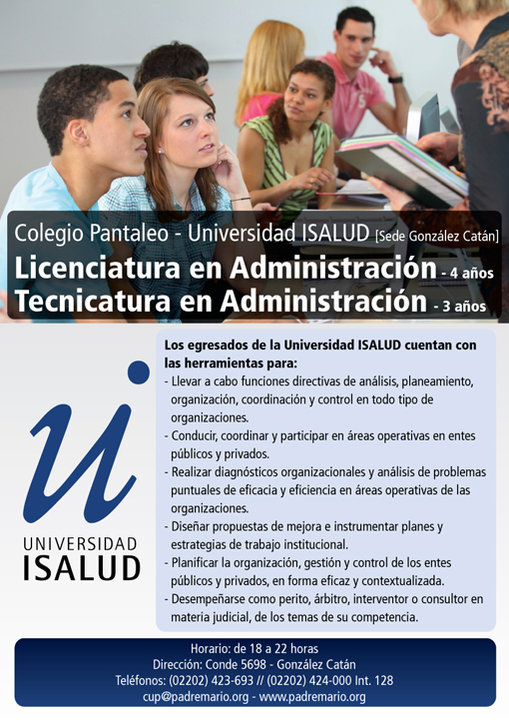 Colegio Pantaleo - Universidad ISALUD [Sede González Catán]
Licenciatura en Administración - 4 años
Tecnicatura en Administración - 3 años
Los egresados de la Universidad ISALUD cuentan con
las herramientas para:
- Llevar a cabo funciones directivas de análisis, planeamiento,
organización, coordinación y control en todo tipo de
organizaciones.
- Conducir, coordinar y participar en áreas operativas en entes
públicos y privados.
- Realizar diagnósticos organizacionales y análisis de problemas
puntuales de eficacia y eficiencia en áreas operativas de las
organizaciones.
- Diseñar propuestas de mejora e instrumentar planes y
estrategias de trabajo institucional.
- Planificar la organización, gestión y control de los entes
públicos y privados, en forma eficaz y contextualizada.
- Desempeñarse como perito, árbitro, interventor o consultor en
materia judicial, de los temas de su competencia.
i
UNIVERSIDAD
ISALUD
Horario: de 18 a 22 horas
Dirección: Conde 5698 - González Catán
Teléfonos: (02202) 423-693 // (02202) 424-000 Int. 128
cup@padremario.org - www.padremario.org